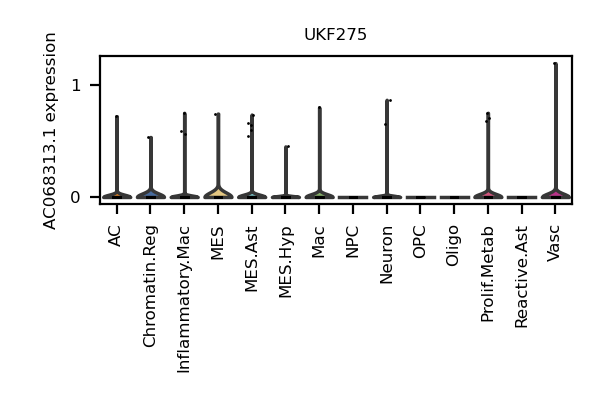 UKF275
AC068313.1 expression
1
0
AC
Chromatin.Reg
Inflammatory.Mac
MES
MES.Ast
MES.Hyp
Mac
NPC
Neuron
OPC
Oligo
Prolif.Metab
Reactive.Ast
Vasc